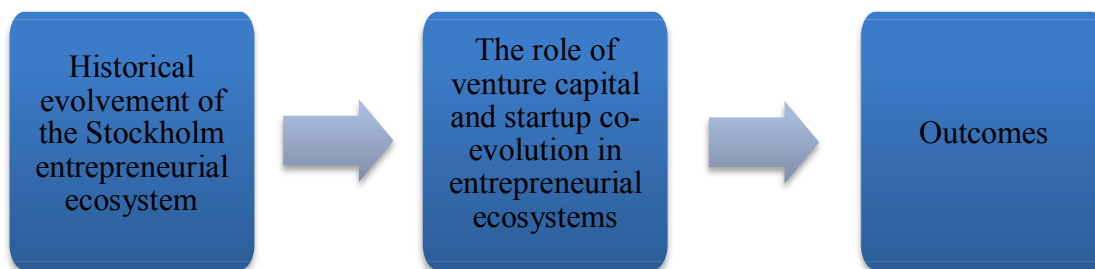 Historical
evolvement of
the Stockholm
entrepreneurial
ecosystem
The role of
venture capital
and startup co-
evolution in
entrepreneurial
ecosystems
Outcomes